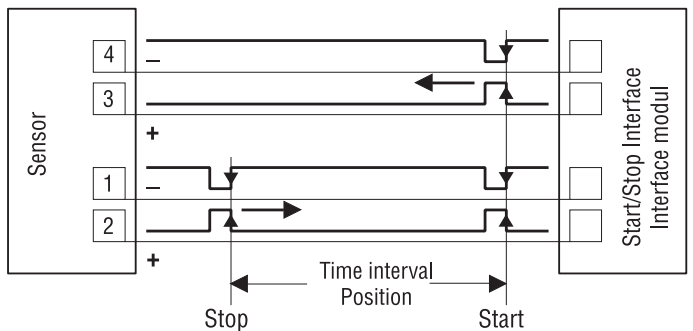 Sensor
4
–
3
+
1
–
2
+
Time interval
Position
Stop
Start
Start/Stop Interface
Interface modul